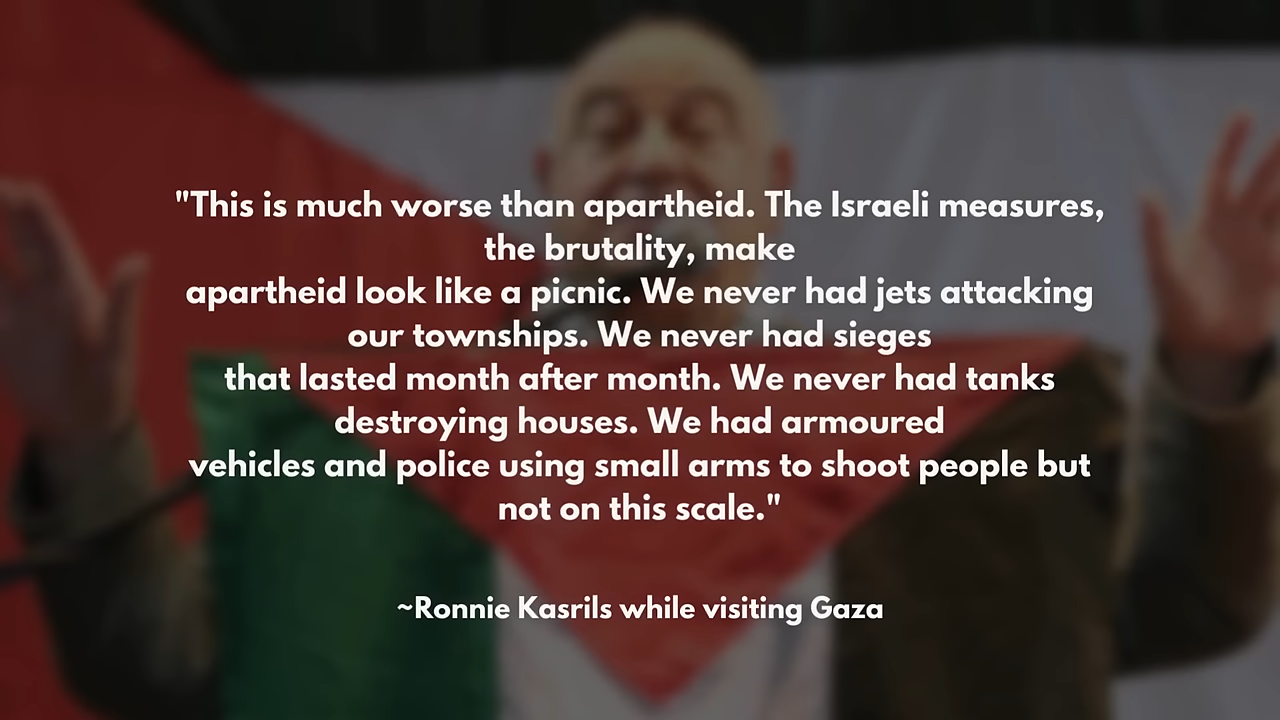 "This is much worse than apartheid. The Israeli measures,
the brutality, make
apartheid look like a picnic. We never had jets attacking
our townships. We never had sieges
that lasted month after month. We never had tanks
destroying houses. We had armoured
vehicles and police using small arms to shoot people but
not on this scale."
~Ronnie Kasrils while visiting Gaza